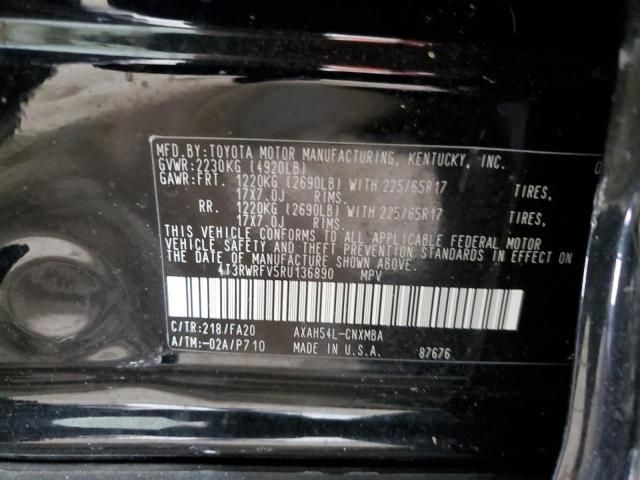 MFD.BY:TOYOTA MOTOR MANUFACTURING, KENTUCKY, INC.
GVWR:2230KG (4920LB)
GAWR:FRT. 1220KG (2690LB) WITH 225/65R17 TIRES,
17X7.0J RIMS.
RR. 1220KG (2690LB) WITH 225/65R17 TIRES,
17X7.0J RIMS.
THIS VEHICLE CONFORMS TO ALL APPLICABLE FEDERAL MOTOR
VEHICLE SAFETY AND THEFT PREVENTION STANDARDS IN EFFECT ON
THE DATE OF MANUFACTURE SHOWN ABOVE.
4T3RWRFV5RU136890 MPV
C/TR:218/FA20 AXAH54L-CNXMBA
A/TM:-02A/P710 MADE IN U.S.A. 87676